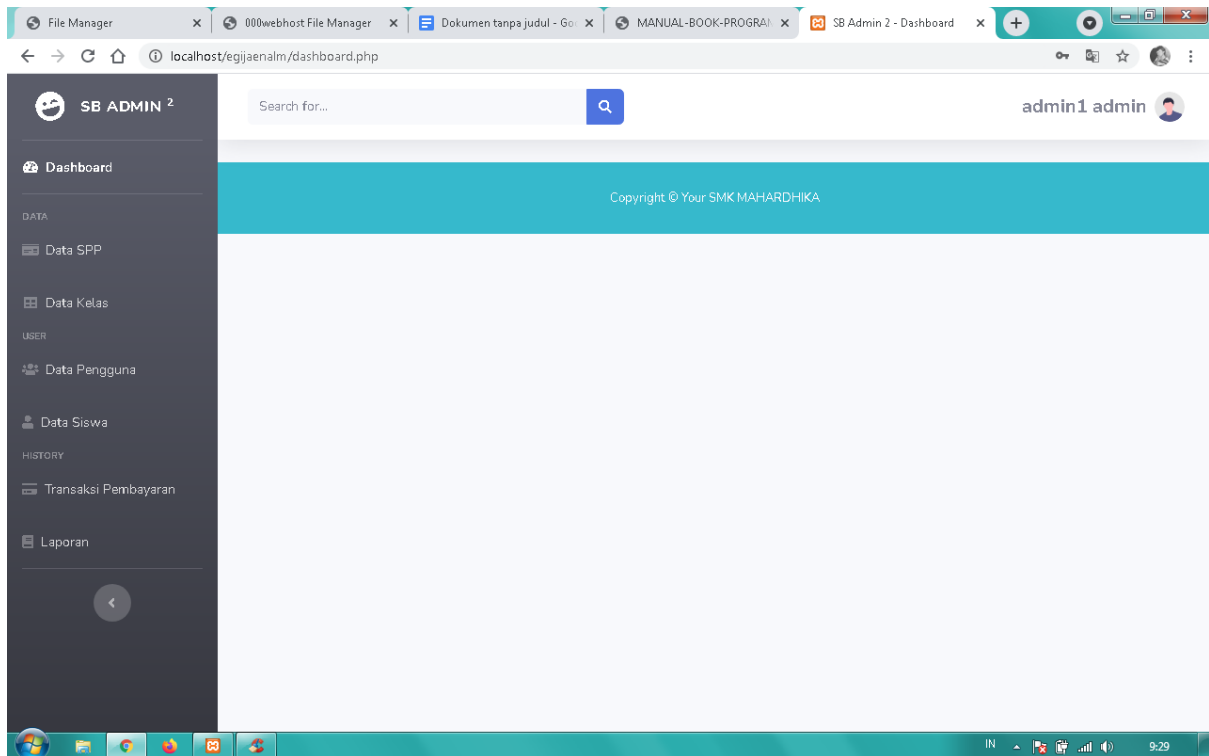 File Manager
000webhost File Manager
Dokumen tanpa judul - Go
MANUAL-BOOK-PROGRAM
SB Admin 2 - Dashboard
localhost/egijaenalm/dashboard.php
SB ADMIN 2
Search for...
admin1 admin
Dashboard
Copyright © Your SMK MAHARDHIKA
DATA
Data SPP
Data Kelas
USER
Data Pengguna
Data Siswa
HISTORY
Transaksi Pembayaran
Laporan
IN
9:29